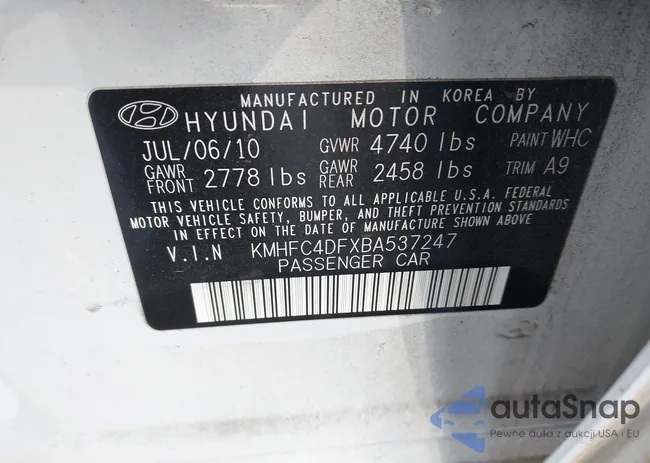 MANUFACTURED IN KOREA BY
HYUNDAI MOTOR COMPANY
JUL/06/10 GVWR 4740 lbs PAINT WHC
GAWR FRONT 2778 lbs GAWR REAR 2458 lbs TRIM A9
THIS VEHICLE CONFORMS TO ALL APPLICABLE U.S.A. FEDERAL
MOTOR VEHICLE SAFETY, BUMPER, AND THEFT PREVENTION STANDARDS
IN EFFECT ON THE DATE OF MANUFACTURE SHOWN ABOVE.
V.I.N KMHFC4DFXBA537247
PASSENGER CAR
autoSnap
Pewne auta z aukcji USA • EU